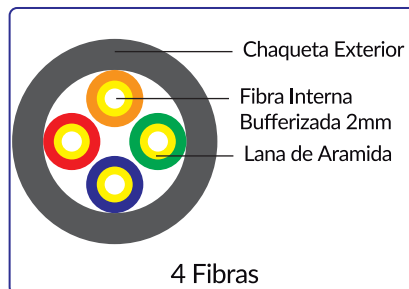 Chaqueta Exterior
Fibra Interna
Bufferizada 2mm
Lana de Aramida
4 Fibras